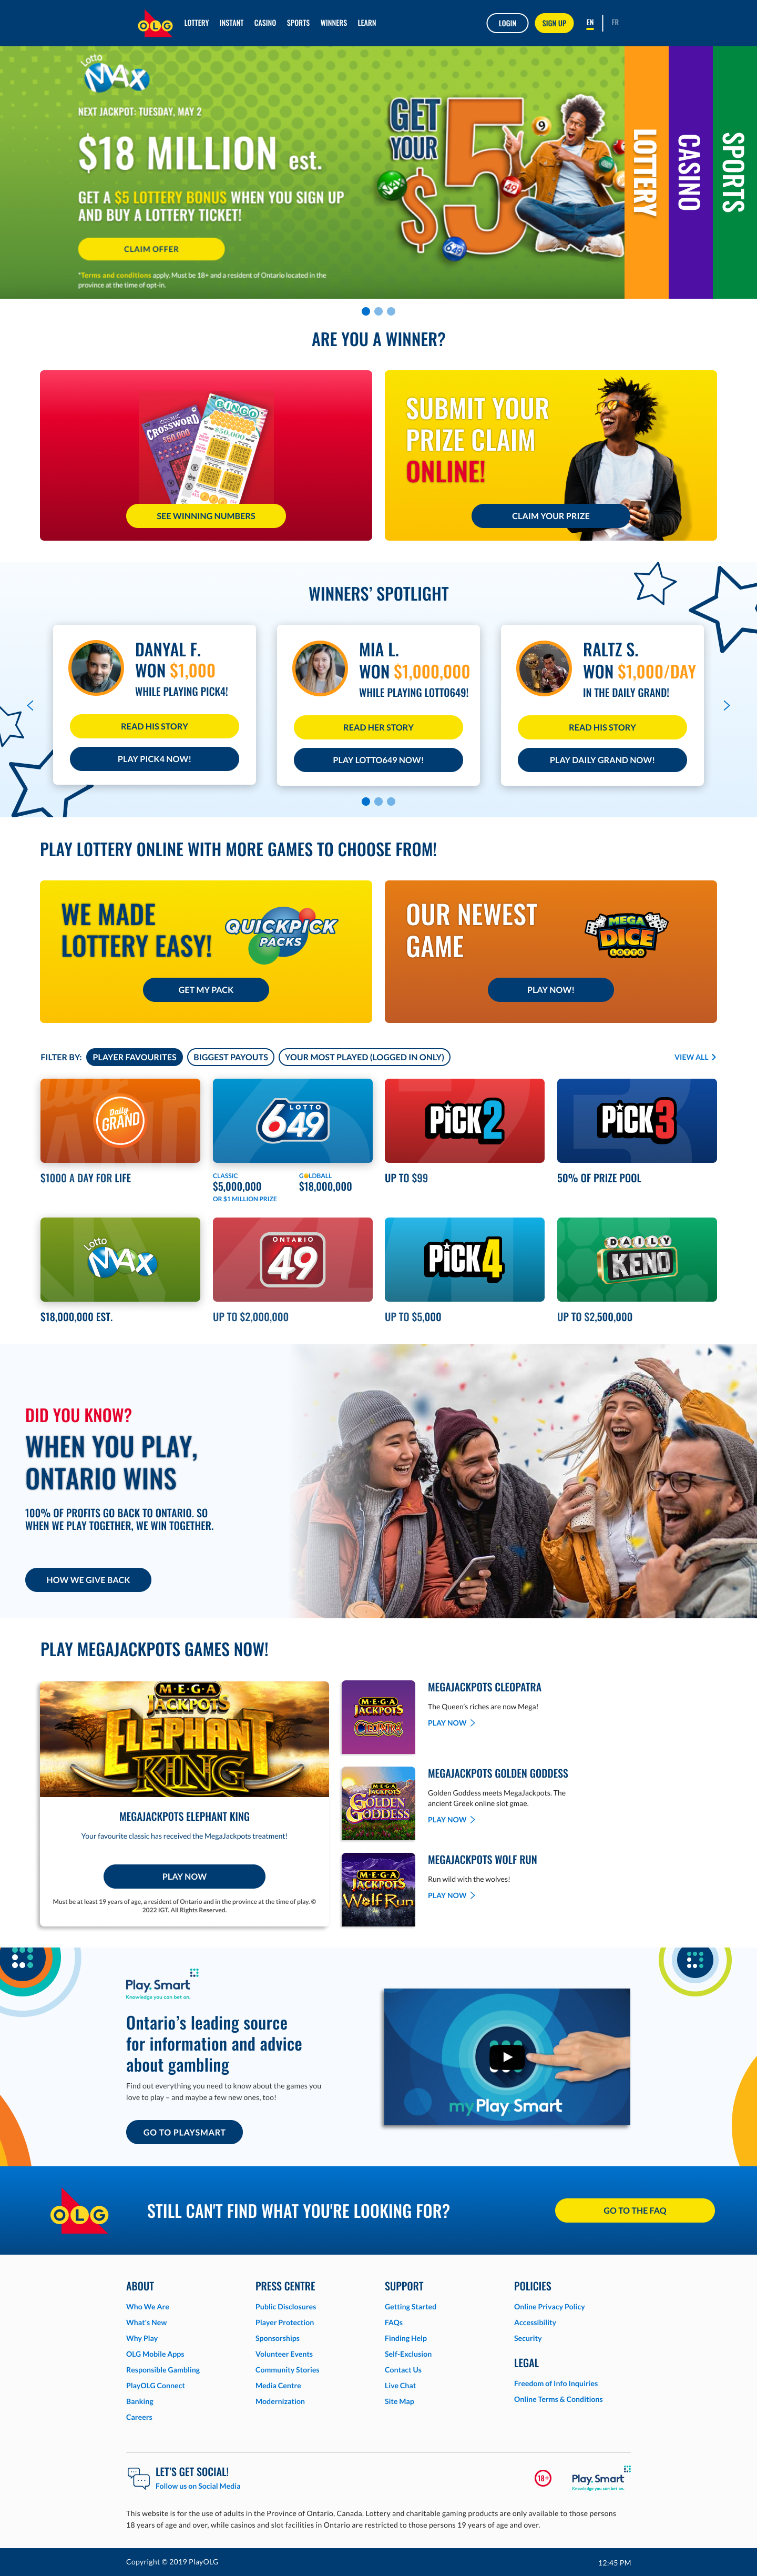 OLG
LOTTERY INSTANT CASINO SPORTS WINNERS LEARN
LOGIN
SIGN UP
EN
FR
Lotto
MAX
NEXT JACKPOT: TUESDAY, MAY 2
$18 MILLION est.
GET A $5 LOTTERY BONUS WHEN YOU SIGN UP
AND BUY A LOTTERY TICKET!
CLAIM OFFER
*Terms and conditions apply. Must be 18+ and a resident of Ontario located in the
province at the time of opt-in.
GET
YOUR
$5
9
49
649
LOTTERY
CASINO
SPORTS
ARE YOU A WINNER?
COSMIC
CROSSWORD
$50,000
BINGO
$50,000
SEE WINNING NUMBERS
SUBMIT YOUR
PRIZE CLAIM
ONLINE!
CLAIM YOUR PRIZE
WINNERS' SPOTLIGHT
DANYAL F.
WON $1,000
WHILE PLAYING PICK4!
READ HIS STORY
PLAY PICK4 NOW!
MIA L.
WON $1,000,000
WHILE PLAYING LOTTO649!
READ HER STORY
PLAY LOTTO649 NOW!
RALTZ S.
WON $1,000/DAY
IN THE DAILY GRAND!
READ HIS STORY
PLAY DAILY GRAND NOW!
PLAY LOTTERY ONLINE WITH MORE GAMES TO CHOOSE FROM!
WE MADE
LOTTERY EASY!
QUICKPICK
PACKS
GET MY PACK
OUR NEWEST
GAME
MEGA
DICE
LOTTO
PLAY NOW!
FILTER BY: PLAYER FAVOURITES BIGGEST PAYOUTS YOUR MOST PLAYED (LOGGED IN ONLY)
VIEW ALL
Daily
GRAND
$1000 A DAY FOR LIFE
LOTTO
649
CLASSIC
$5,000,000
OR $1 MILLION PRIZE
GOLDBALL
$18,000,000
PICK2
UP TO $99
PICK3
50% OF PRIZE POOL
Lotto
MAX
$18,000,000 EST.
ONTARIO
49
UP TO $2,000,000
PICK4
UP TO $5,000
DAILY
KENO
UP TO $2,500,000
DID YOU KNOW?
WHEN YOU PLAY,
ONTARIO WINS
100% OF PROFITS GO BACK TO ONTARIO. SO
WHEN WE PLAY TOGETHER, WE WIN TOGETHER.
HOW WE GIVE BACK
PLAY MEGAJACKPOTS GAMES NOW!
MEGA
JACKPOTS
ELEPHANT
KING
MEGAJACKPOTS ELEPHANT KING
Your favourite classic has received the MegaJackpots treatment!
PLAY NOW
Must be at least 19 years of age, a resident of Ontario and in the province at the time of play. ©
2022 IGT. All Rights Reserved.
MEGA
JACKPOTS
MEGAJACKPOTS CLEOPATRA
The Queen's riches are now Mega!
PLAY NOW
MEGA
JACKPOTS
GOLDEN
GODDESS
MEGAJACKPOTS GOLDEN GODDESS
Golden Goddess meets MegaJackpots. The
ancient Greek online slot gmae.
PLAY NOW
MEGA
JACKPOTS
Wolf Run
MEGAJACKPOTS WOLF RUN
Run wild with the wolves!
PLAY NOW
Play.Smart
Knowledge you can bet on.
Ontario's leading source
for information and advice
about gambling
Find out everything you need to know about the games you
love to play – and maybe a few new ones, too!
GO TO PLAYSMART
myPlay Smart
OLG
STILL CAN'T FIND WHAT YOU'RE LOOKING FOR?
GO TO THE FAQ
ABOUT
Who We Are
What's New
Why Play
OLG Mobile Apps
Responsible Gambling
PlayOLG Connect
Banking
Careers
PRESS CENTRE
Public Disclosures
Player Protection
Sponsorships
Volunteer Events
Community Stories
Media Centre
Modernization
SUPPORT
Getting Started
FAQs
Finding Help
Self-Exclusion
Contact Us
Live Chat
Site Map
POLICIES
Online Privacy Policy
Accessibility
Security
LEGAL
Freedom of Info Inquiries
Online Terms & Conditions
LET'S GET SOCIAL!
Follow us on Social Media
18+
Play.Smart
Knowledge you can bet on.
This website is for the use of adults in the Province of Ontario, Canada. Lottery and charitable gaming products are only available to those persons
18 years of age and over, while casinos and slot facilities in Ontario are restricted to those persons 19 years of age and over.
Copyright © 2019 PlayOLG
12:45 PM